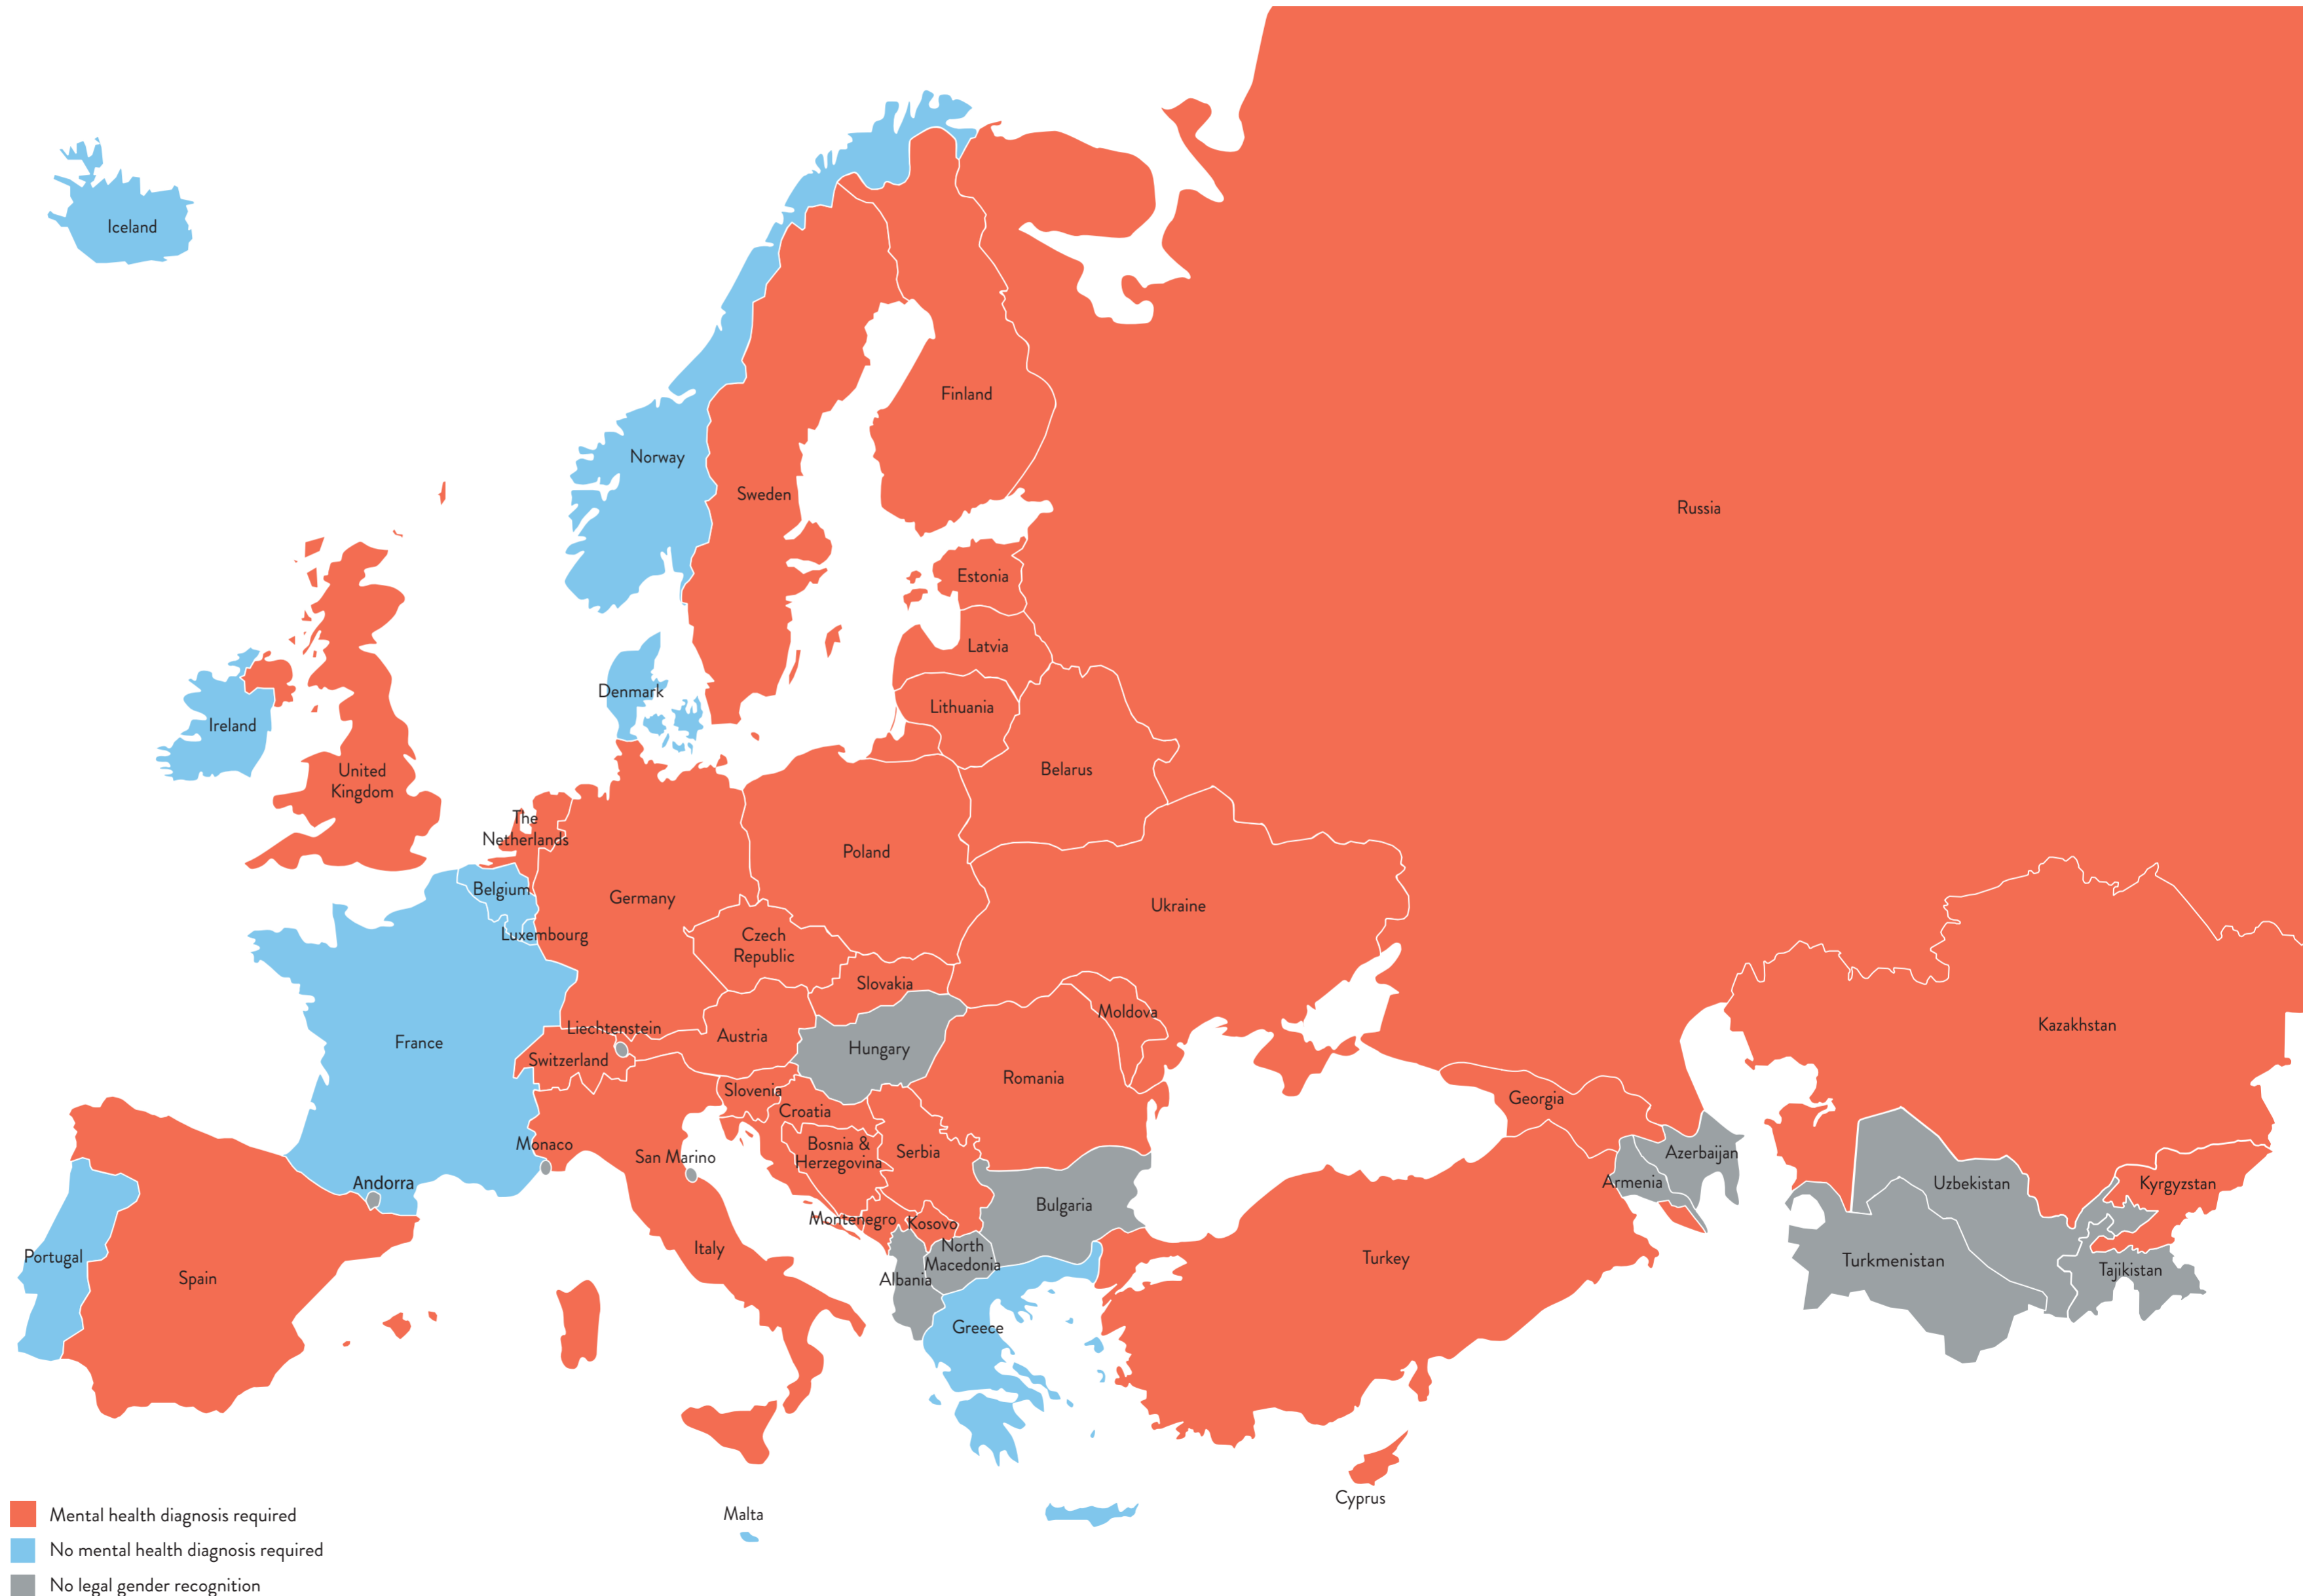 Iceland
Norway
Sweden
Finland
Russia
Estonia
Latvia
Lithuania
Denmark
Ireland
United
Kingdom
Belarus
The
Netherlands
Poland
Belgium
Germany
Ukraine
Luxembourg
Czech
Republic
Slovakia
Moldova
Kazakhstan
Liechtenstein
Austria
France
Switzerland
Hungary
Romania
Slovenia
Croatia
Georgia
Monaco
San Marino
Bosnia &
Herzegovina
Serbia
Azerbaijan
Andorra
Armenia
Uzbekistan
Kyrgyzstan
Bulgaria
Montenegro
Kosovo
North
Macedonia
Portugal
Spain
Italy
Albania
Turkey
Turkmenistan
Tajikistan
Greece
Cyprus
Malta
Mental health diagnosis required
No mental health diagnosis required
No legal gender recognition